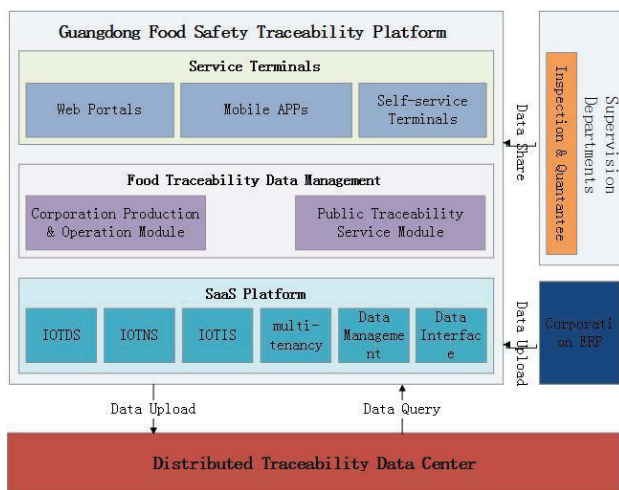 Guangdong Food Safety Traceability Platform
Service Terminals
Web Portals
Mobile APPs
Self-service
Terminals
Food Traceability Data Management
Corporation Production
& Operation Module
Public Traceability
Service Module
SaaS Platform
IOTDS
IOTNS
IOTIS
multi-
tenancy
Data
Manageme
nt
Data
Interfac
e
Data Share
Inspection & Quantantee
Supervision
Departments
Data Upload
Corporati
on ERP
Data Upload
Data Query
Distributed Traceability Data Center